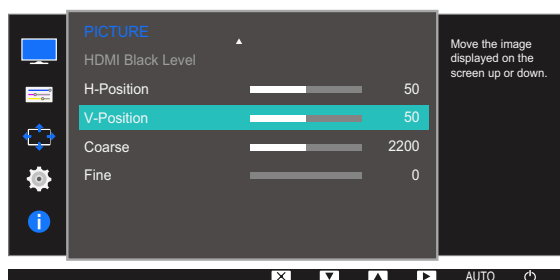 PICTURE
HDMI Black Level
H-Position 50
V-Position 50
Coarse 2200
Fine 0
Move the image
displayed on the
screen up or down.
AUTO